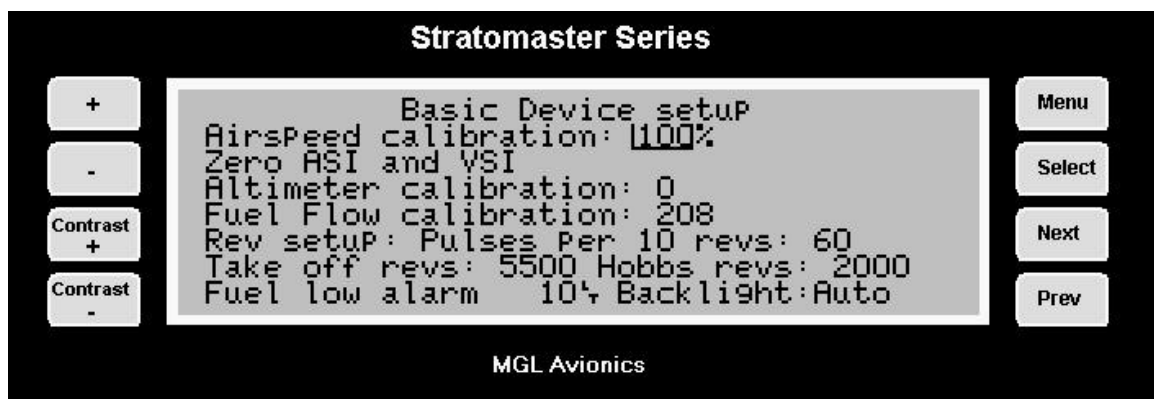 Stratomaster Series
+
-
Contrast
+
Contrast
-
Basic Device setup
Airspeed calibration: 100%
Zero ASI and VSI
Altimeter calibration: 0
Fuel Flow calibration: 208
Rev setup: Pulses per 10 revs: 60
Take off revs: 5500 Hobbs revs: 2000
Fuel low alarm 10 Backlight:Auto
Menu
Select
Next
Prev
MGL Avionics